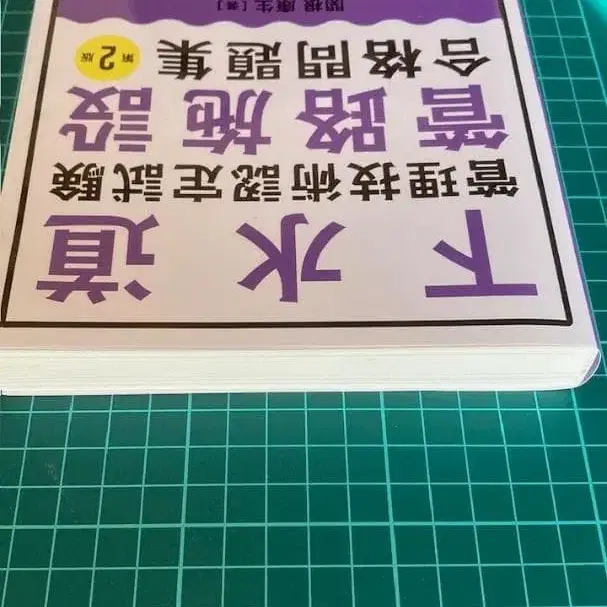 下水道
管理技術認定試験
管路施設
合格問題集 第2版
関根康生[著]